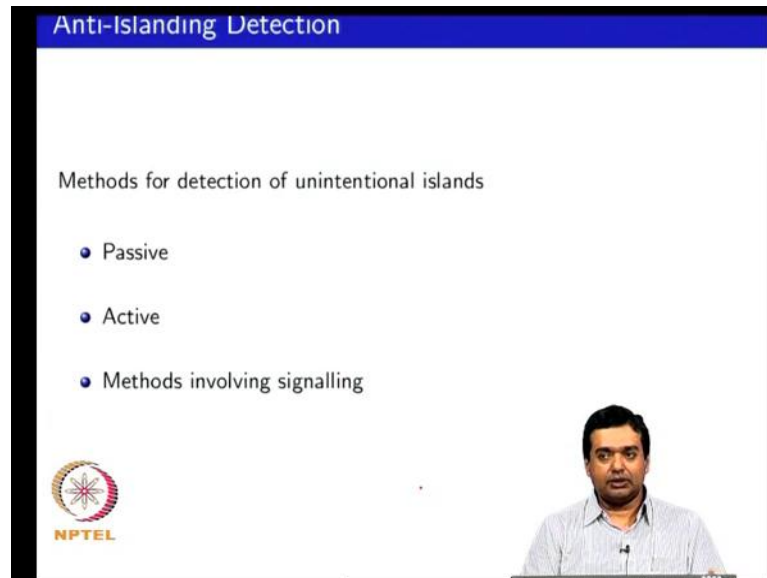 Anti-Islanding Detection
Methods for detection of unintentional islands
Passive
Active
Methods involving signalling
NPTEL